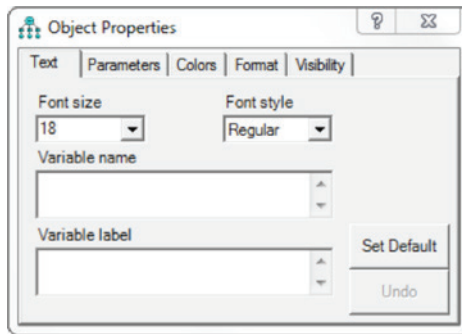 Object Properties
Text Parameters Colors Format Visibility
Font size Font style
18 Regular
Variable name
Variable label
Set Default
Undo